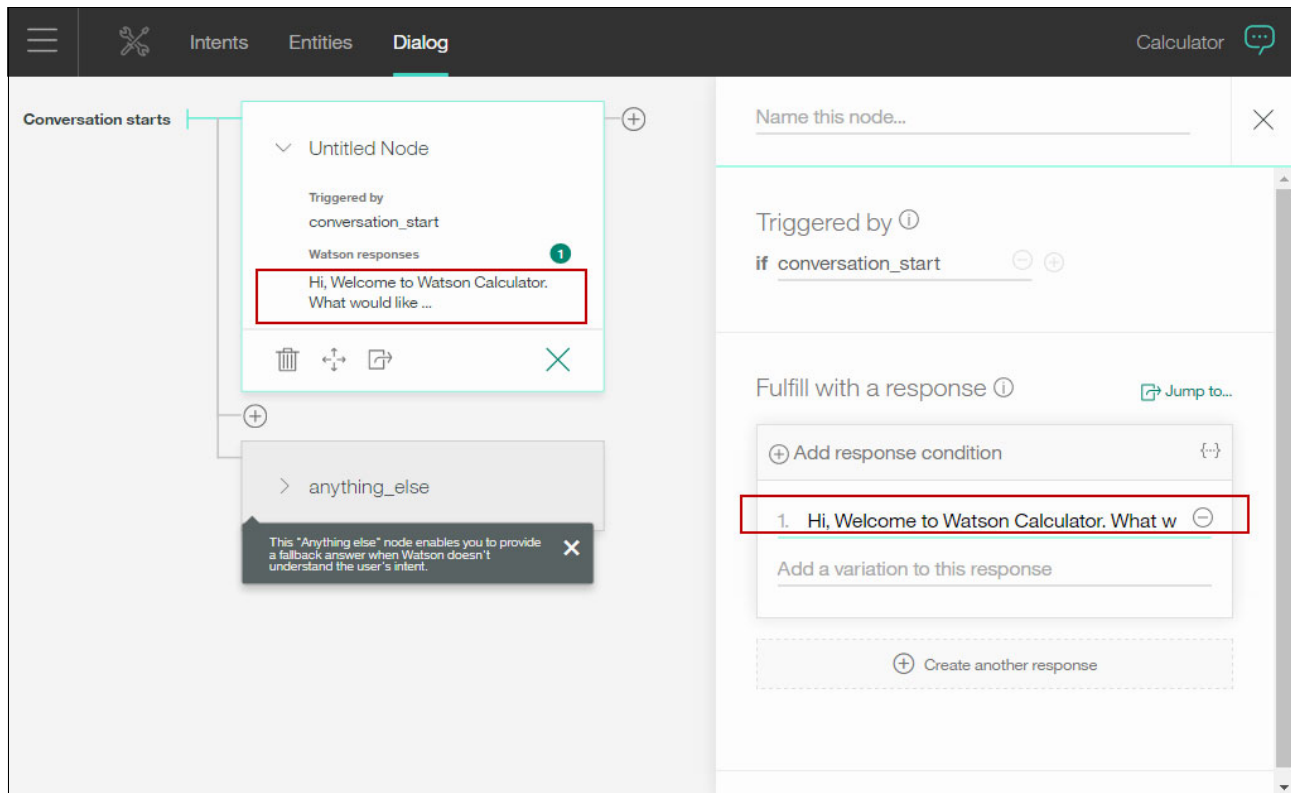 Intents Entities Dialog Calculator
Conversation starts
Untitled Node
Triggered by
conversation_start
Watson responses 1
Hi, Welcome to Watson Calculator.
What would like ...
anything_else
This "Anything else" node enables you to provide
a fallback answer when Watson doesn't
understand the user's intent.
Name this node...
Triggered by
if conversation_start
Fulfill with a response Jump to...
Add response condition {...}
1. Hi, Welcome to Watson Calculator. What w
Add a variation to this response
Create another response